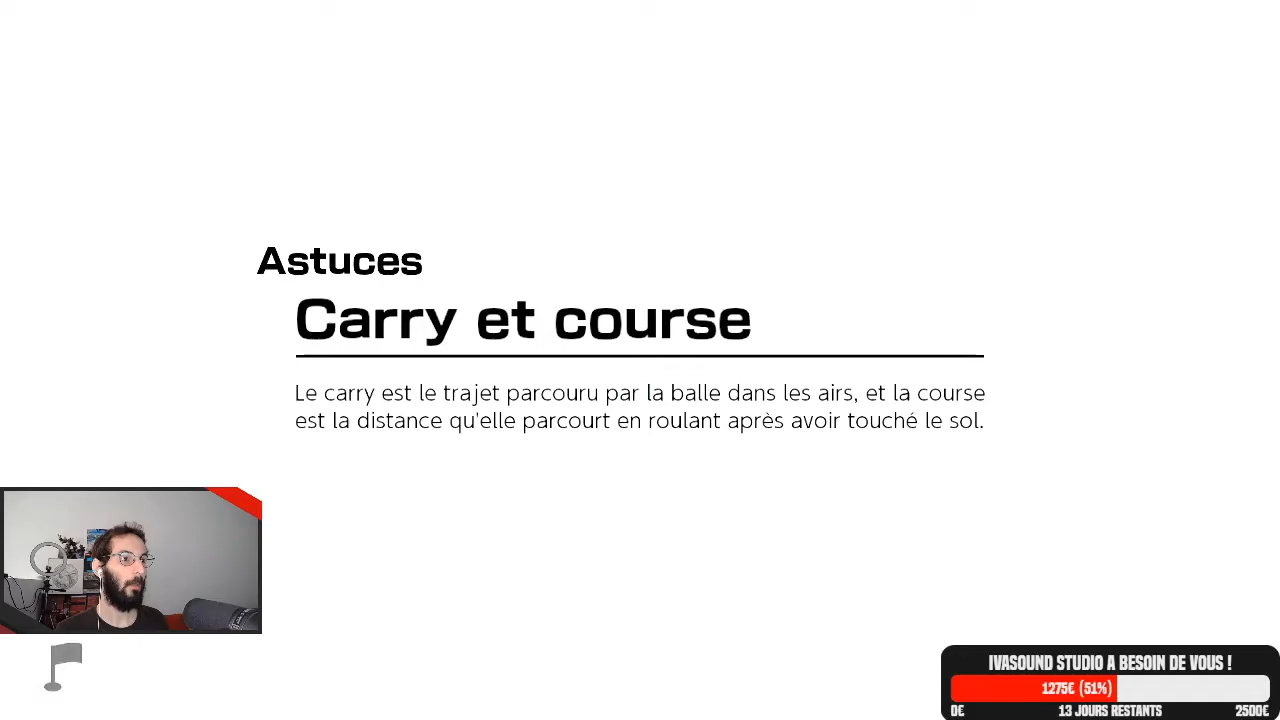 Astuces
Carry et course
Le carry est le trajet parcouru par la balle dans les airs, et la course
est la distance qu'elle parcourt en roulant après avoir touché le sol.
IVASOUND STUDIO A BESOIN DE VOUS !
1275€ (51%)
0€ 13 JOURS RESTANTS 2500€